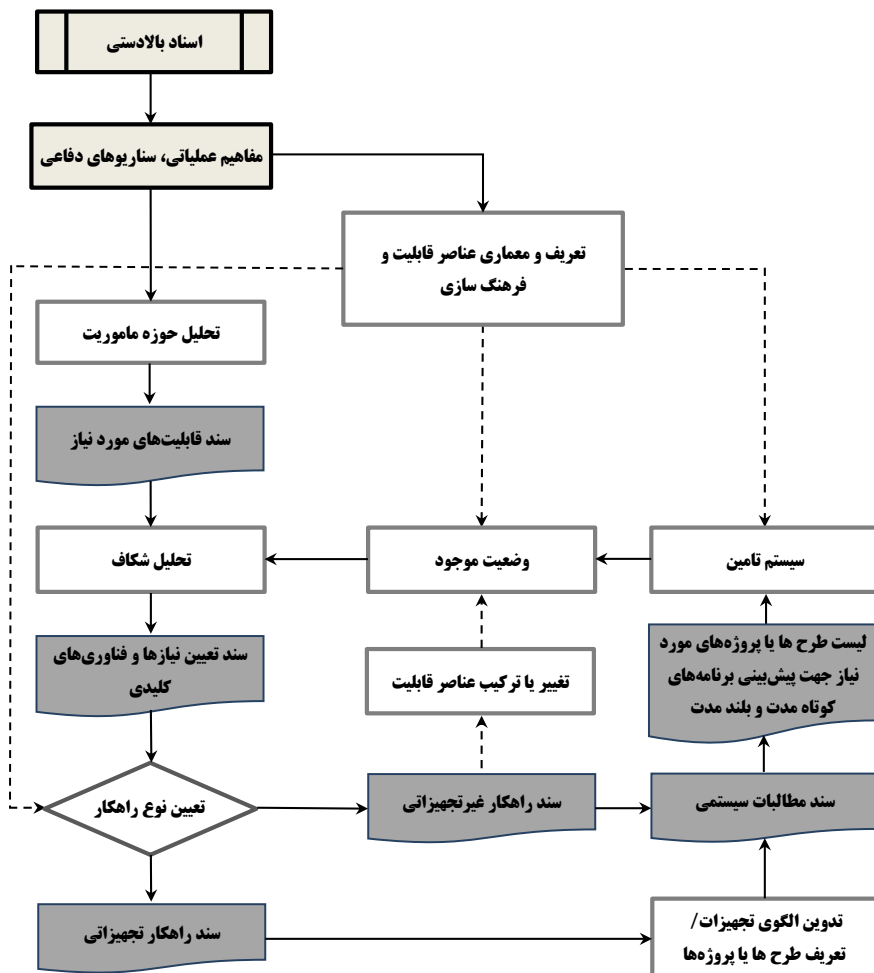 اسناد بالادستی
مفاهیم عملیاتی، سناریوهای دفاعی
تعریف و معماری عناصر قابلیت و
فرهنگ سازی
تحلیل حوزه ماموریت
سند قابلیت‌های مورد نیاز
تحلیل شکاف
وضعیت موجود
سیستم تامین
سند تعیین نیازها و فناوری‌های
کلیدی
تغییر یا ترکیب عناصر قابلیت
لیست طرح ها یا پروژه‌های مورد
نیاز جهت پیش‌بینی برنامه‌های
کوتاه مدت و بلند مدت
تعیین نوع راهکار
سند راهکار غیرتجهیزاتی
سند مطالبات سیستمی
سند راهکار تجهیزاتی
تدوین الگوی تجهیزات/
تعریف طرح ها یا پروژه‌ها